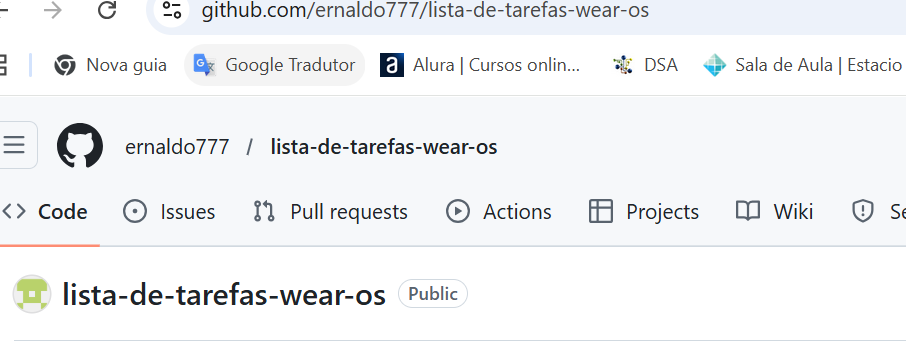 github.com/ernaldo777/lista-de-tarefas-wear-os
Nova guia Google Tradutor Alura | Cursos onlin... DSA Sala de Aula | Estacio
ernaldo777 / lista-de-tarefas-wear-os
Code Issues Pull requests Actions Projects Wiki Se
lista-de-tarefas-wear-os Public